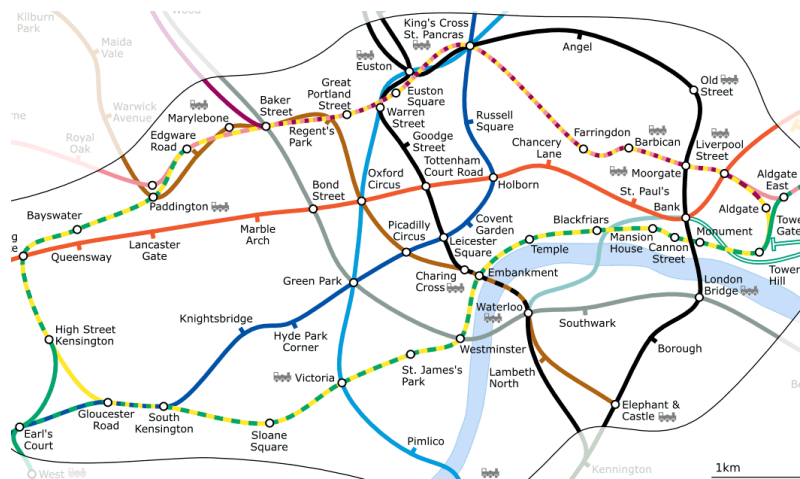 Kilburn
Park
Maida
Vale
Wood
King's Cross
St. Pancras
Angel
Euston
Old
Street
Great
Portland
Street
Euston
Square
Baker
Street
Marylebone
Warren
Street
Warwick
Avenue
Regent's
Park
Russell
Square
Royal
Oak
Edgware
Road
Goodge
Street
Farringdon
Barbican
Liverpool
Street
Chancery
Lane
Moorgate
Tottenham
Court Road
Oxford
Circus
Bond
Street
Holborn
St. Paul's
Aldgate
East
Paddington
Bayswater
Bank
Aldgate
Tower
Gate
Marble
Arch
Lancaster
Gate
Queensway
Covent
Garden
Blackfriars
Picadilly
Circus
Leicester
Square
Temple
Mansion
House
Cannon
Street
Monument
Tower
Hill
Green Park
Charing
Cross
Embankment
London
Bridge
Waterloo
Knightsbridge
Hyde Park
Corner
Southwark
High Street
Kensington
Westminster
Borough
St. James's
Park
Lambeth
North
Victoria
Gloucester
Road
South
Kensington
Elephant &
Castle
Earl's
Court
Sloane
Square
Pimlico
West
Kennington
1km